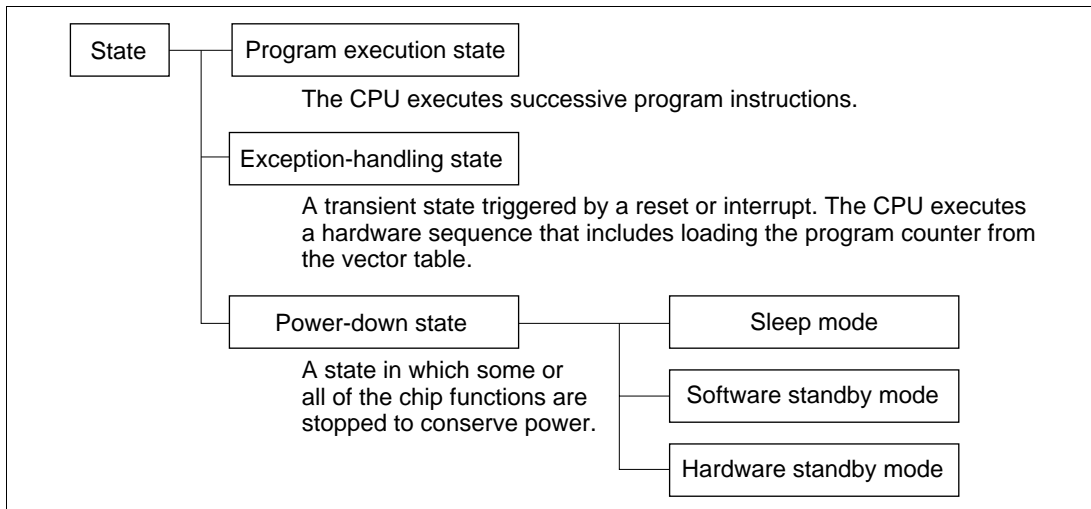 State
Program execution state
The CPU executes successive program instructions.
Exception-handling state
A transient state triggered by a reset or interrupt. The CPU executes
a hardware sequence that includes loading the program counter from
the vector table.
Power-down state
Sleep mode
A state in which some or
all of the chip functions are
stopped to conserve power.
Software standby mode
Hardware standby mode